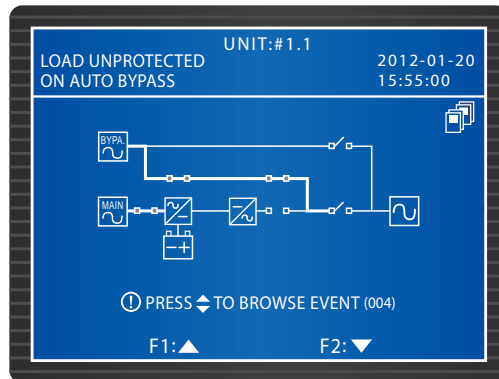 UNIT:#1.1
LOAD UNPROTECTED
ON AUTO BYPASS
2012-01-20
15:55:00
BYPA.
MAIN
PRESS TO BROWSE EVENT (004)
F1: F2: